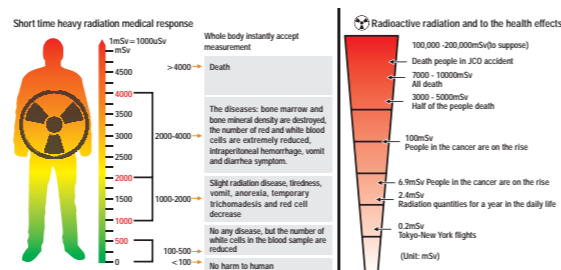 Short time heavy radiation medical response
1mSv=1000uSv
mSv
4500
4000
3500
3000
2500
2000
1500
1000
500
0
Whole body instantly accept
measurement
>4000
Death
2000-4000
The diseases: bone marrow and
bone mineral density are destroyed,
the number of red and white blood
cells are extremely reduced,
intraperitoneal hemorrhage, vomit
and diarrhea symptom.
1000-2000
Slight radiation disease, tiredness,
vomit, anorexia, temporary
trichomadesis and red cell
decrease
100-500
No any disease, but the number of
white cells in the blood sample are
reduced
<100
No harm to human
Radioactive radiation and to the health effects
100,000 -200,000mSv(to suppose)
Death people in JCO accident
7000 - 10000mSv
All death
3000 - 5000mSv
Half of the people death
100mSv
People in the cancer are on the rise
6.9mSv People in the cancer are on the rise
2.4mSv
Radiation quantities for a year in the daily life
0.2mSv
Tokyo-New York flights
(Unit: mSv)